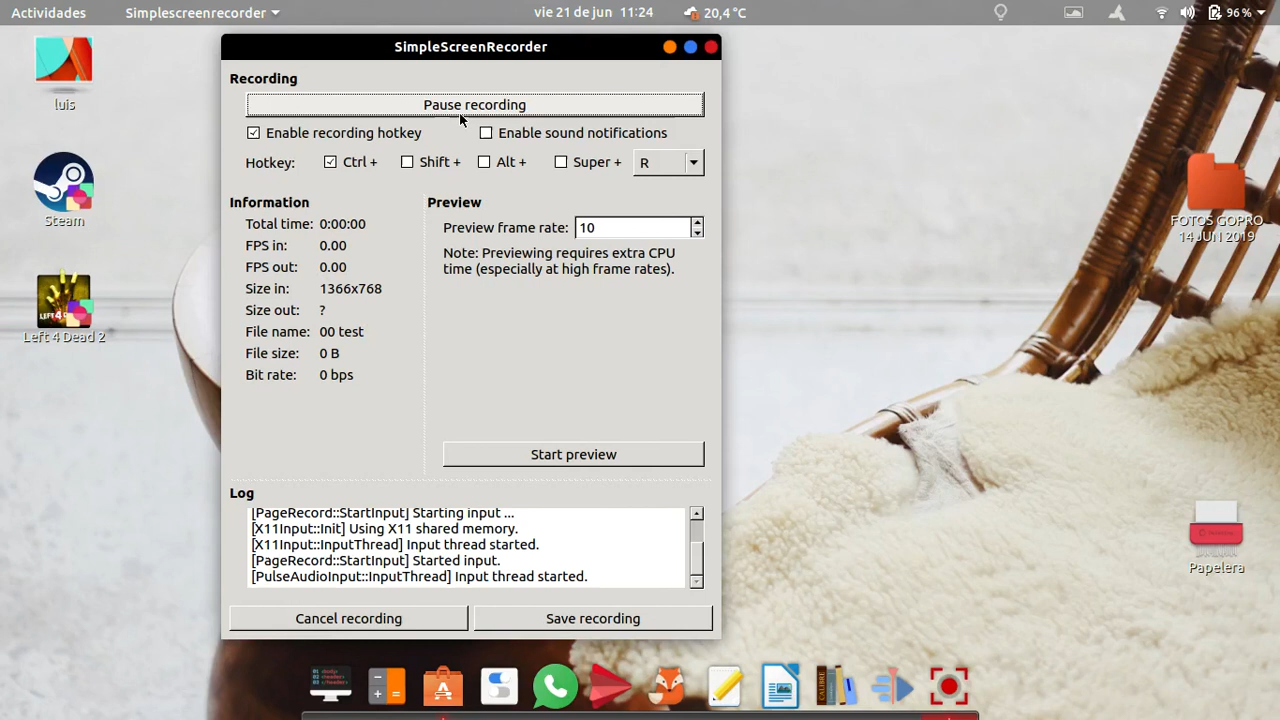 Actividades
Simplescreenrecorder
vie 21 de jun 11:24
20,4 °C
96 %
luis
Steam
LEFT 4 DEAD
Left 4 Dead 2
SimpleScreenRecorder
Recording
Pause recording
Enable recording hotkey
Enable sound notifications
Hotkey: Ctrl + Shift + Alt + Super + R
Information
Total time: 0:00:00
FPS in: 0.00
FPS out: 0.00
Size in: 1366x768
Size out: ?
File name: 00 test
File size: 0 B
Bit rate: 0 bps
Preview
Preview frame rate: 10
Note: Previewing requires extra CPU
time (especially at high frame rates).
Start preview
Log
[PageRecord::StartInput] Starting input ...
[X11Input::Init] Using X11 shared memory.
[X11Input::InputThread] Input thread started.
[PageRecord::StartInput] Started input.
[PulseAudioInput::InputThread] Input thread started.
Cancel recording
Save recording
FOTOS GOPRO
14 JUN 2019
Papelera
CALIBRE